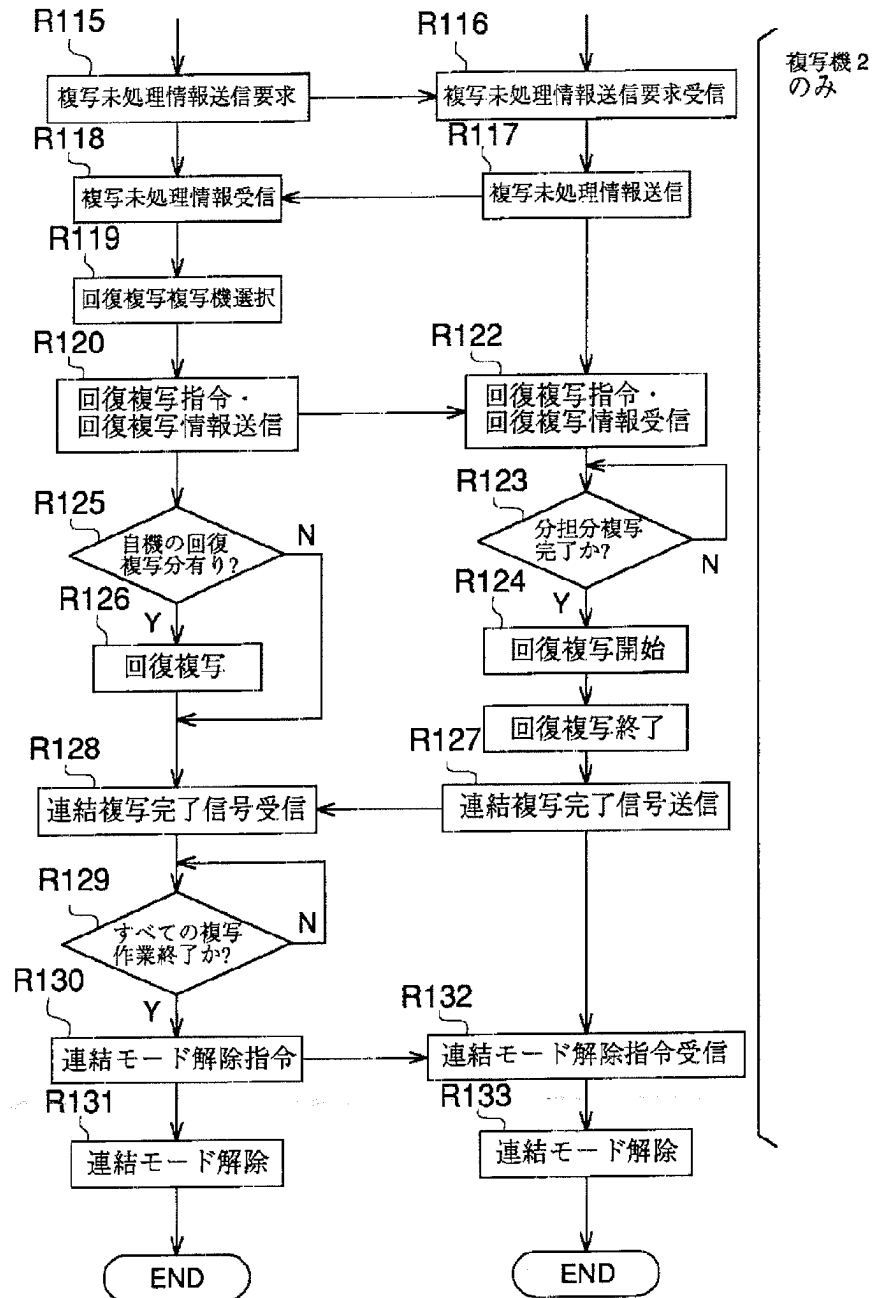 R115
R116
複写機2
のみ
複写未処理情報送信要求
複写未処理情報送信要求受信
R118
R117
複写未処理情報受信
複写未処理情報送信
R119
回復複写複写機選択
R120
R122
回復複写指令・
回復複写情報送信
回復複写指令・
回復複写情報受信
R125
R123
自機の回復
複写分有り?
N
分担分複写
完了か?
N
R126
Y
R124
Y
回復複写
回復複写開始
回復複写終了
R128
R127
連結複写完了信号受信
連結複写完了信号送信
R129
すべての複写
作業終了か?
N
R130
Y
R132
連結モード解除指令
連結モード解除指令受信
R131
R133
連結モード解除
連結モード解除
END
END